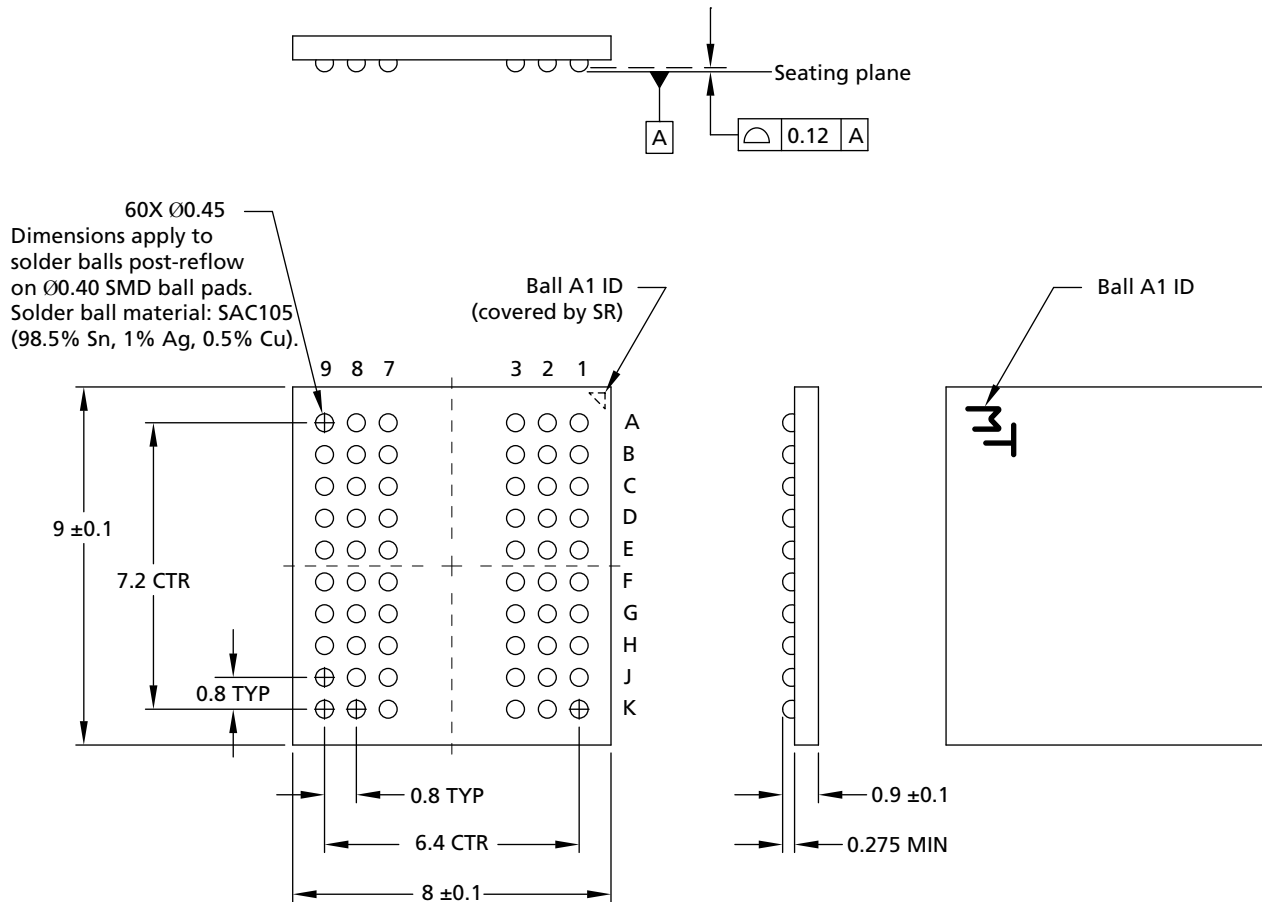 Seating plane
A
0.12 A
60X Ø0.45
Dimensions apply to
solder balls post-reflow
on Ø0.40 SMD ball pads.
Solder ball material: SAC105
(98.5% Sn, 1% Ag, 0.5% Cu).
Ball A1 ID
(covered by SR)
Ball A1 ID
9 8 7 3 2 1
A
B
C
D
E
F
G
H
J
K
9 ±0.1
7.2 CTR
0.8 TYP
0.8 TYP
6.4 CTR
8 ±0.1
0.9 ±0.1
0.275 MIN